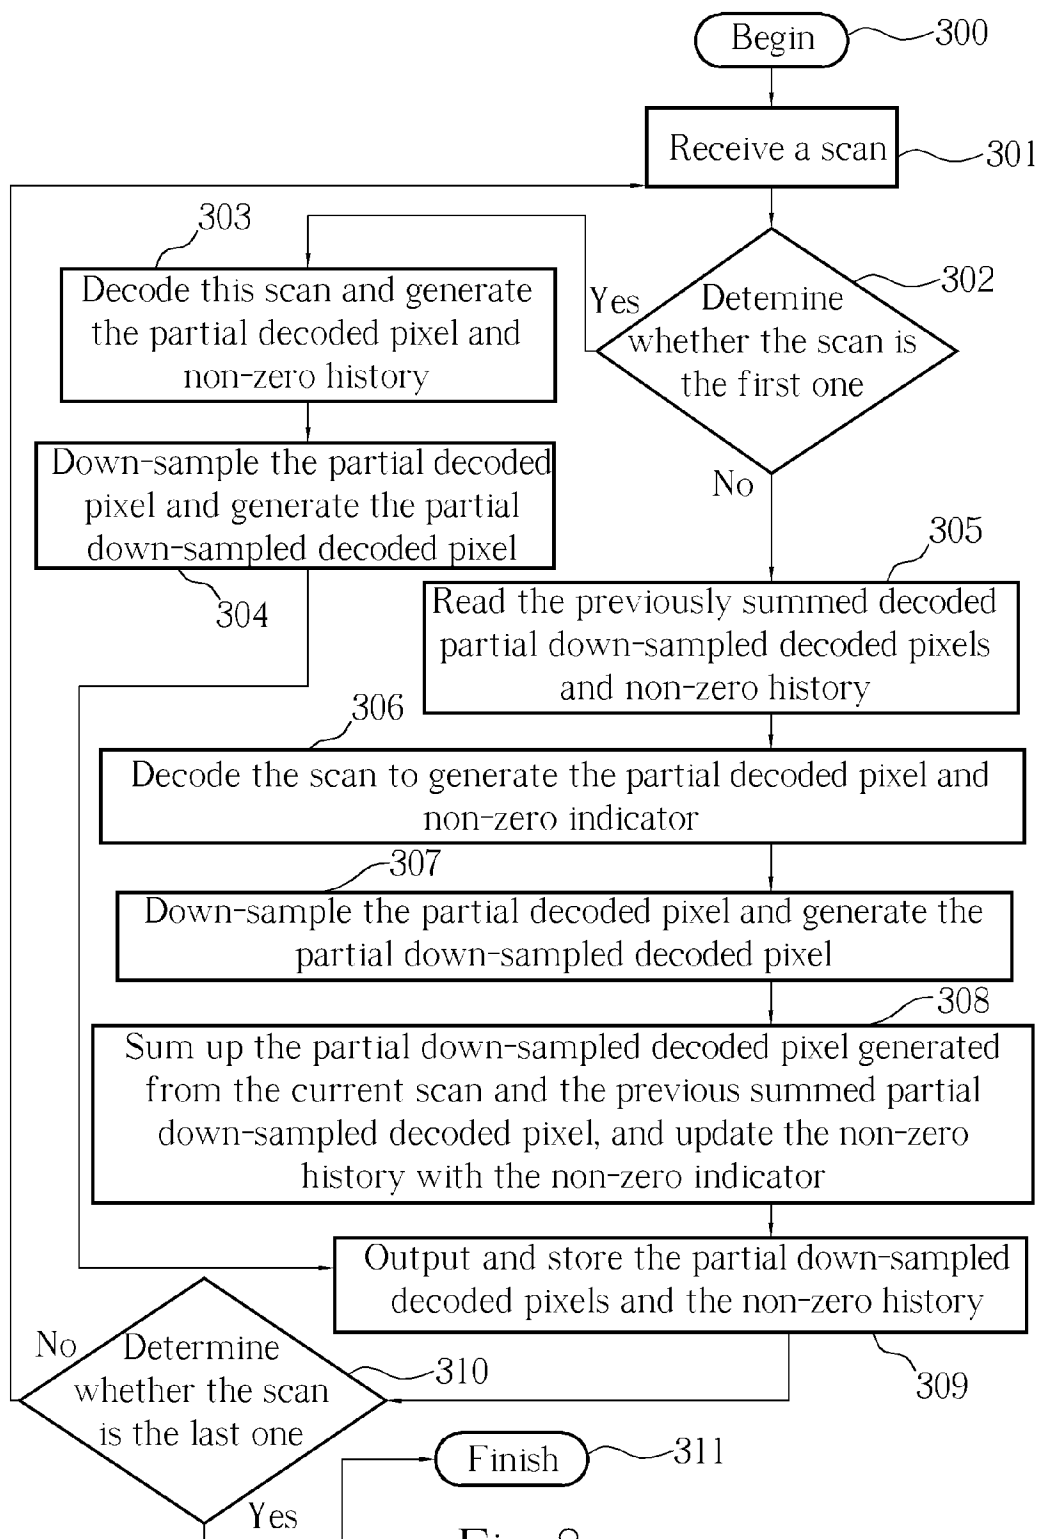 Begin
300
Receive a scan
301
303
Decode this scan and generate
the partial decoded pixel and
non-zero history
Yes
Detemine
whether the scan is
the first one
302
No
Down-sample the partial decoded
pixel and generate the partial
down-sampled decoded pixel
304
305
Read the previously summed decoded
partial down-sampled decoded pixels
and non-zero history
306
Decode the scan to generate the partial decoded pixel and
non-zero indicator
307
Down-sample the partial decoded pixel and generate the
partial down-sampled decoded pixel
308
Sum up the partial down-sampled decoded pixel generated
from the current scan and the previous summed partial
down-sampled decoded pixel, and update the non-zero
history with the non-zero indicator
Output and store the partial down-sampled
decoded pixels and the non-zero history
309
No
Determine
whether the scan
is the last one
310
Finish
311
Yes